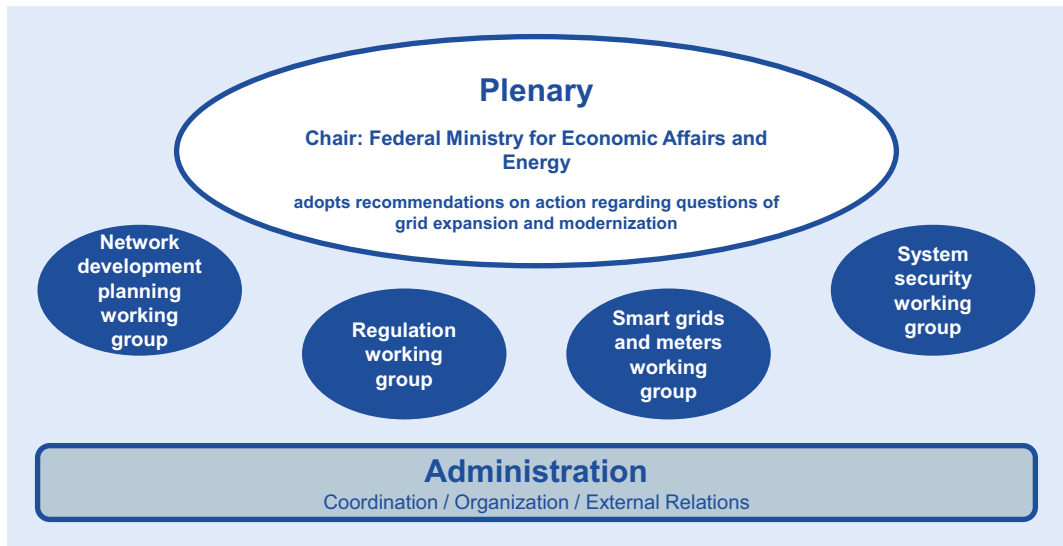 Plenary
Chair: Federal Ministry for Economic Affairs and
Energy
adopts recommendations on action regarding questions of
grid expansion and modernization
Network
development
planning
working
group
Regulation
working
group
Smart grids
and meters
working
group
System
security
working
group
Administration
Coordination / Organization / External Relations